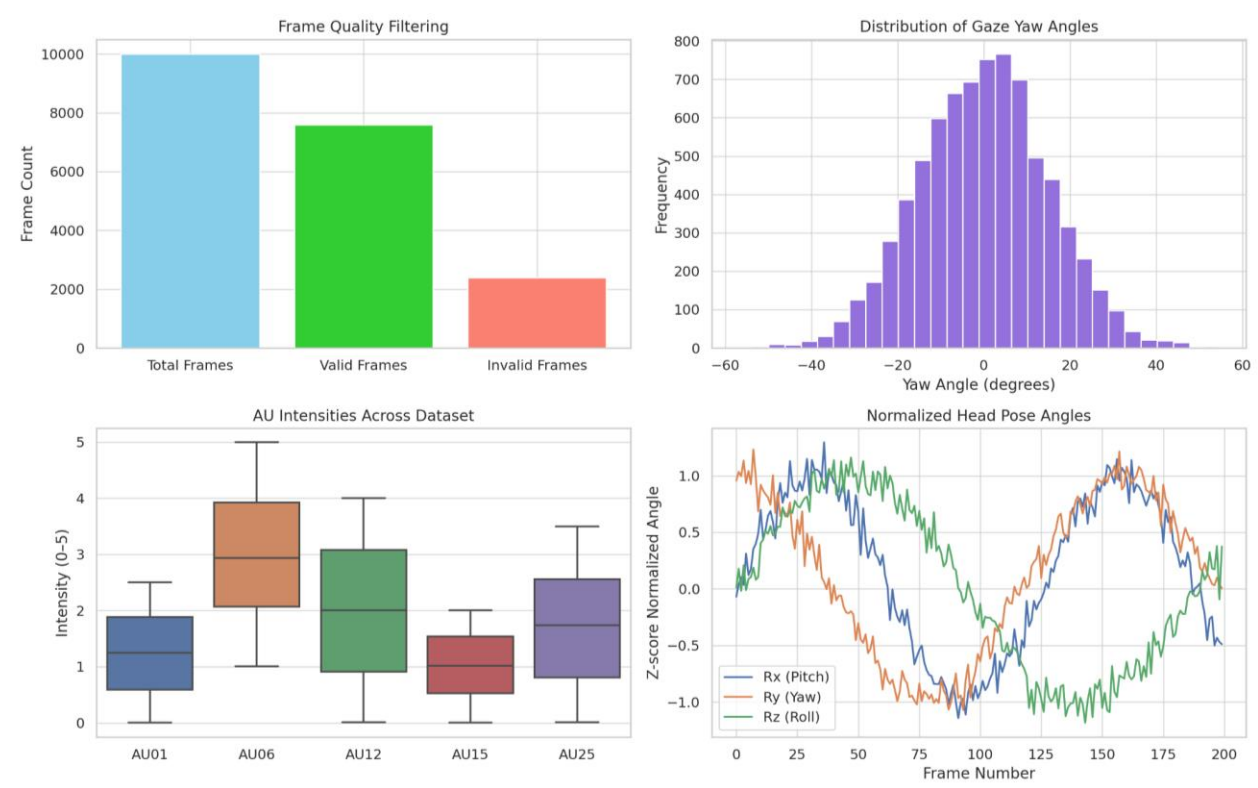 Frame Quality Filtering
Frame Count
10000
8000
6000
4000
2000
0
Total Frames Valid Frames Invalid Frames
Distribution of Gaze Yaw Angles
Frequency
800
700
600
500
400
300
200
100
0
−60 −40 −20 0 20 40 60
Yaw Angle (degrees)
AU Intensities Across Dataset
Intensity (0–5)
5
4
3
2
1
0
AU01 AU06 AU12 AU15 AU25
Normalized Head Pose Angles
Z-score Normalized Angle
1.0
0.5
0.0
−0.5
−1.0
Rx (Pitch)
Ry (Yaw)
Rz (Roll)
0 25 50 75 100 125 150 175 200
Frame Number